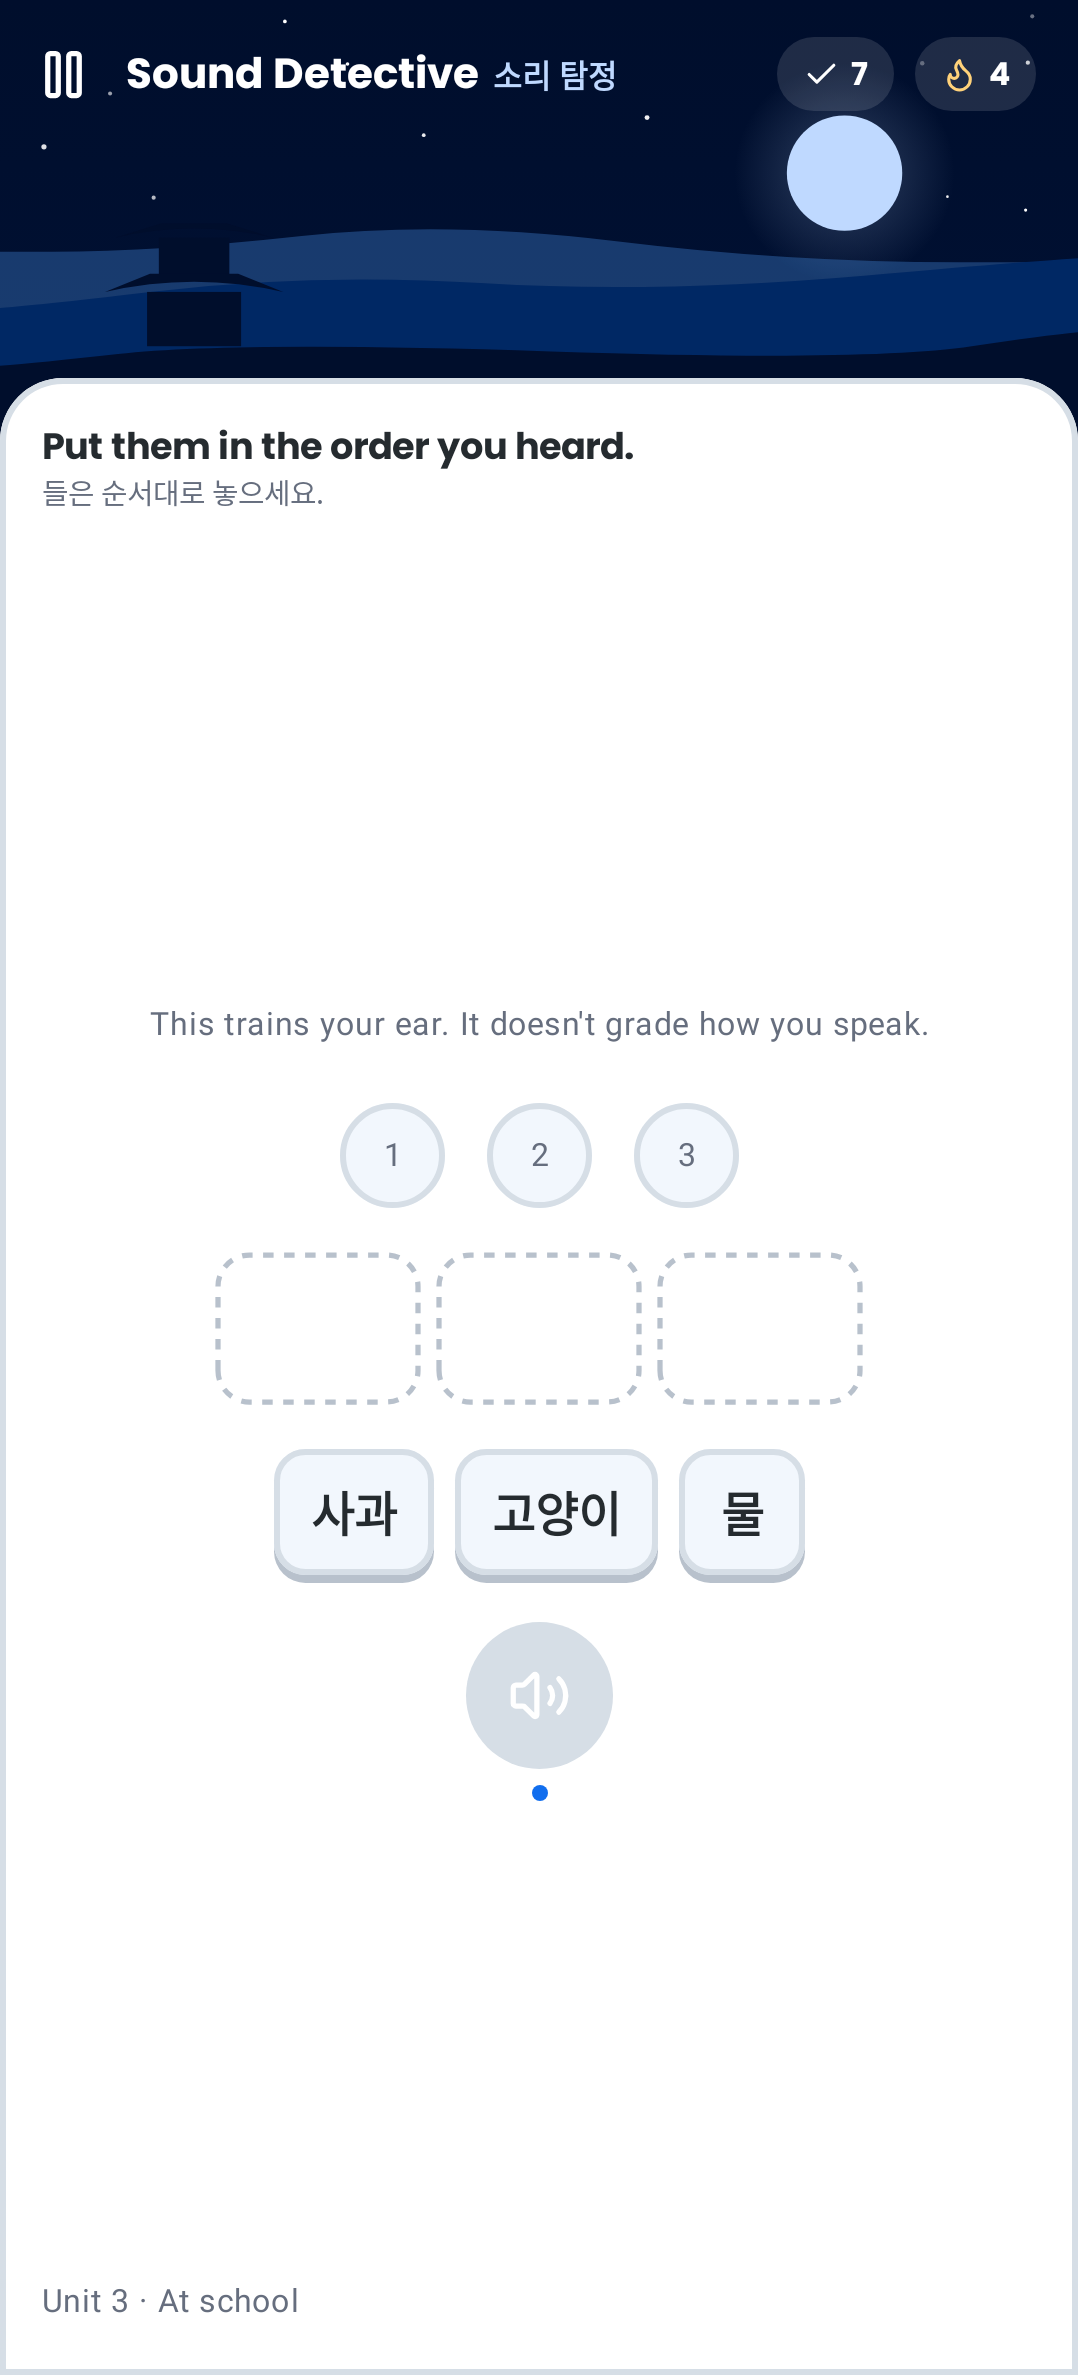 Sound Detective 소리 탐정 7 4
Put them in the order you heard.
들은 순서대로 놓으세요.
This trains your ear. It doesn't grade how you speak.
1 2 3
사과 고양이 물
Unit 3 · At school